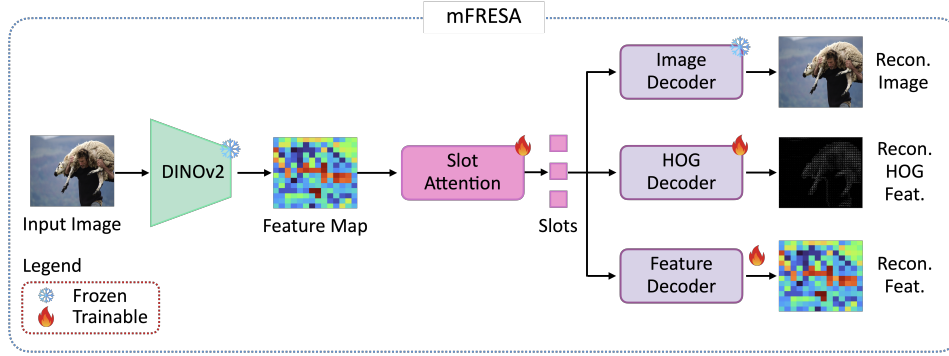 mFRESA
Image
Decoder
Recon.
Image
DINOv2
Slot
Attention
HOG
Decoder
Recon.
HOG
Feat.
Input Image
Feature Map
Slots
Feature
Decoder
Recon.
Feat.
Legend
Frozen
Trainable